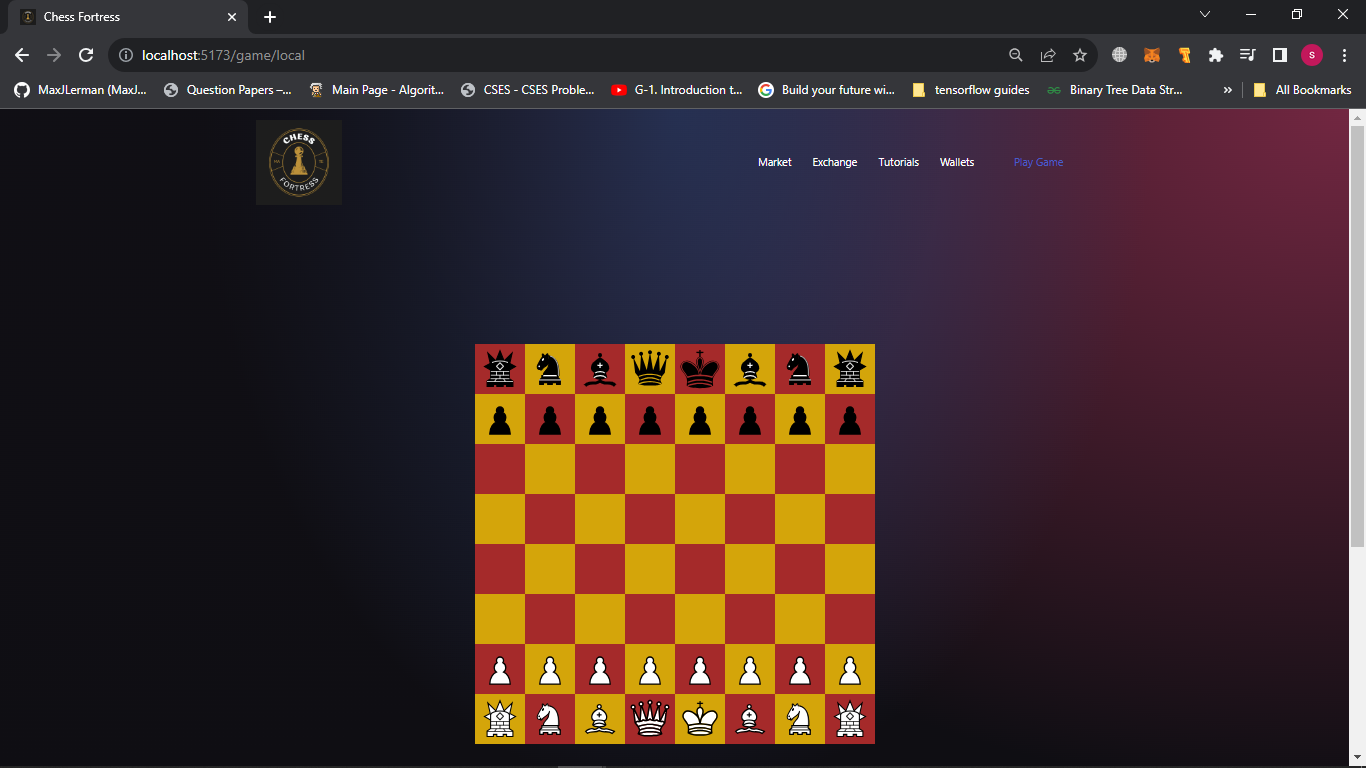 Chess Fortress
localhost:5173/game/local
S
MaxJLerman (MaxJ... Question Papers –... Main Page - Algorit... CSES - CSES Proble... G-1. Introduction t... Build your future wi... tensorflow guides Binary Tree Data Str... » All Bookmarks
CHESS
FORTRESS
Market Exchange Tutorials Wallets Play Game